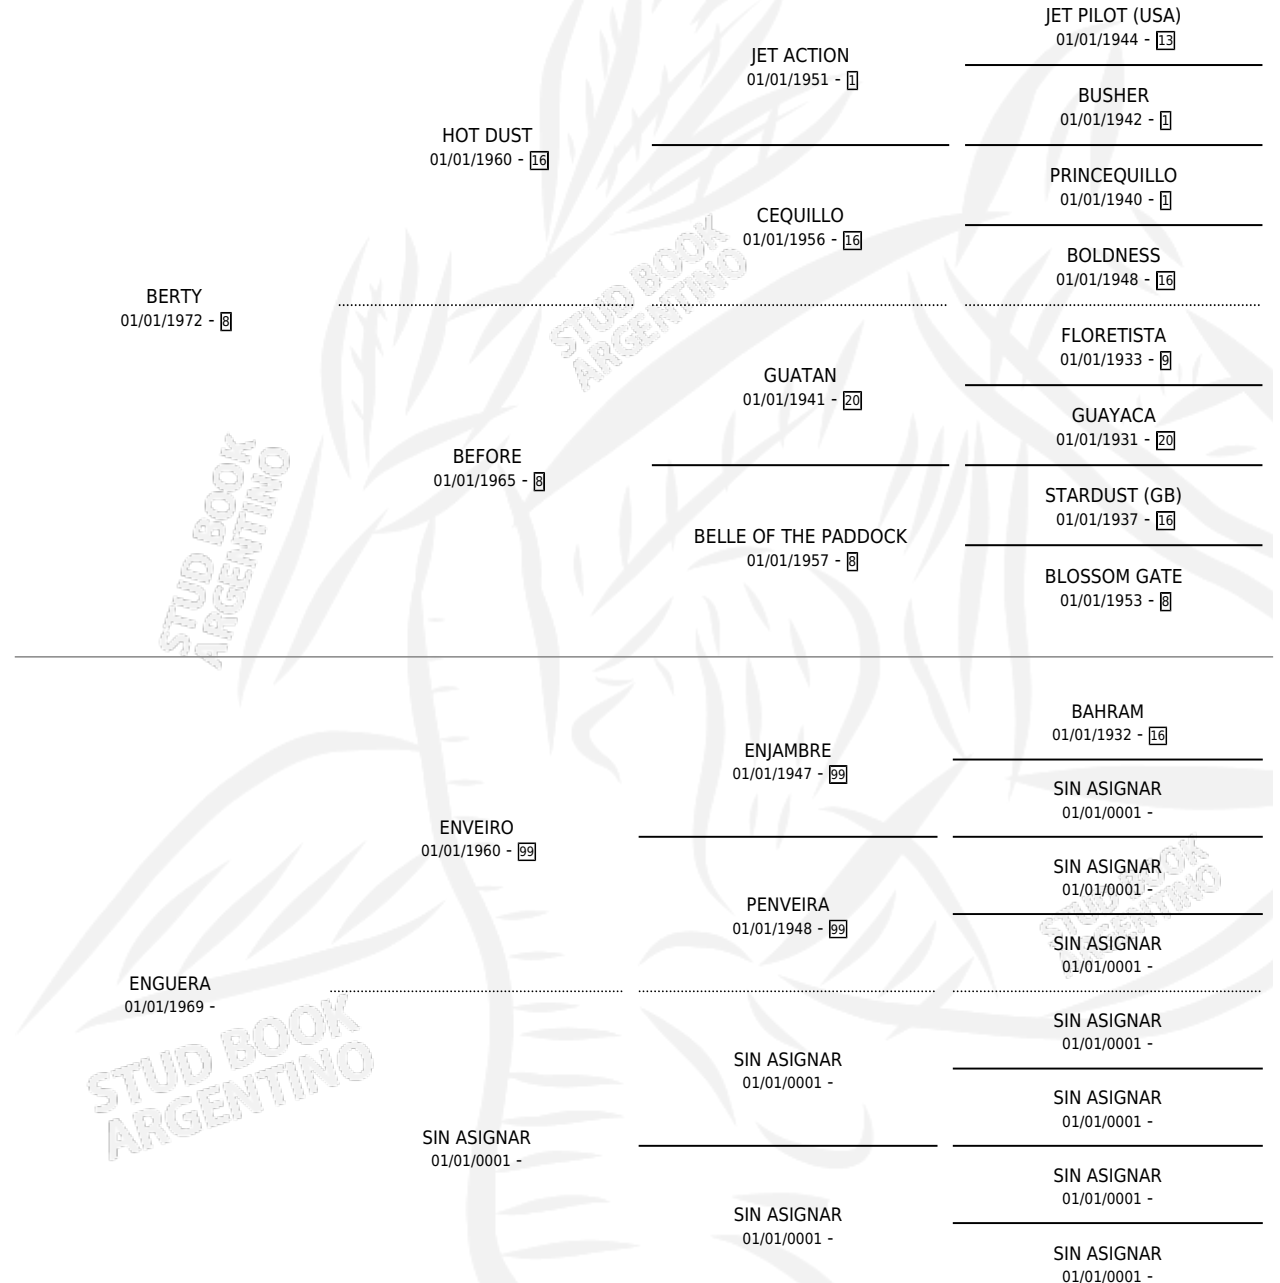 JET PILOT (USA)
01/01/1944 - 13
JET ACTION
01/01/1951 - 1
BUSHER
01/01/1942 - 1
HOT DUST
01/01/1960 - 16
PRINCEQUILLO
01/01/1940 - 1
CEQUILLO
01/01/1956 - 16
BOLDNESS
01/01/1948 - 16
BERTY
01/01/1972 - 8
FLORETISTA
01/01/1933 - 9
GUATAN
01/01/1941 - 20
GUAYACA
01/01/1931 - 20
BEFORE
01/01/1965 - 8
STARDUST (GB)
01/01/1937 - 16
BELLE OF THE PADDOCK
01/01/1957 - 8
BLOSSOM GATE
01/01/1953 - 8
STUD BOOK
ARGENTINO
STUD BOOK
ARGENTINO
BAHRAM
01/01/1932 - 16
ENJAMBRE
01/01/1947 - 99
SIN ASIGNAR
01/01/0001 -
ENVEIRO
01/01/1960 - 99
SIN ASIGNAR
01/01/0001 -
PENVEIRA
01/01/1948 - 99
SIN ASIGNAR
01/01/0001 -
STUD BOOK
ARGENTINO
ENGUERA
01/01/1969 -
SIN ASIGNAR
01/01/0001 -
SIN ASIGNAR
01/01/0001 -
SIN ASIGNAR
01/01/0001 -
STUD BOOK
ARGENTINO
SIN ASIGNAR
01/01/0001 -
SIN ASIGNAR
01/01/0001 -
SIN ASIGNAR
01/01/0001 -
SIN ASIGNAR
01/01/0001 -